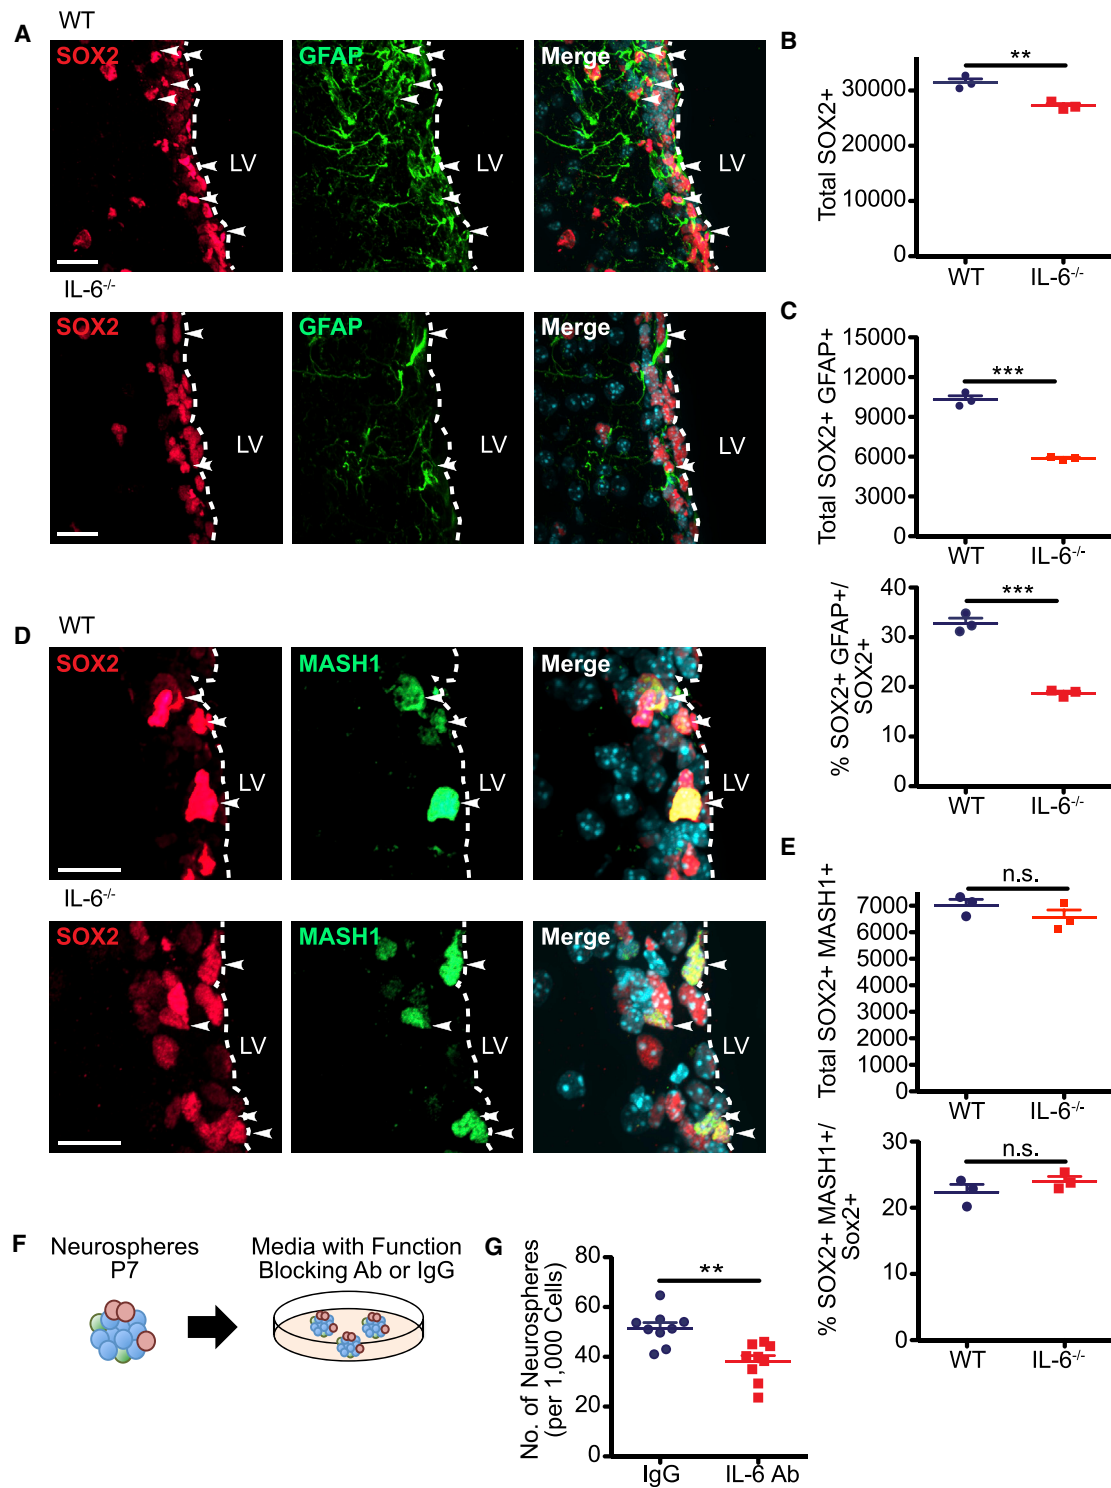 A
WT
SOX2
GFAP
Merge
LV
LV
LV
IL-6-/-
SOX2
GFAP
Merge
LV
LV
LV
B
Total SOX2+
30000
20000
10000
0
**
WT
IL-6-/-
C
Total SOX2+ GFAP+
15000
12000
9000
6000
3000
0
***
WT
IL-6-/-
% SOX2+ GFAP+/
SOX2+
40
30
20
10
0
***
WT
IL-6-/-
D
WT
SOX2
MASH1
Merge
LV
LV
LV
IL-6-/-
SOX2
MASH1
Merge
LV
LV
LV
E
Total SOX2+ MASH1+
7000
6000
5000
4000
3000
2000
1000
0
n.s.
WT
IL-6-/-
% SOX2+ MASH1+/
Sox2+
30
20
10
0
n.s.
WT
IL-6-/-
F
Neurospheres
P7
Media with Function
Blocking Ab or IgG
G
No. of Neurospheres
(per 1,000 Cells)
80
60
40
20
0
**
IgG
IL-6 Ab